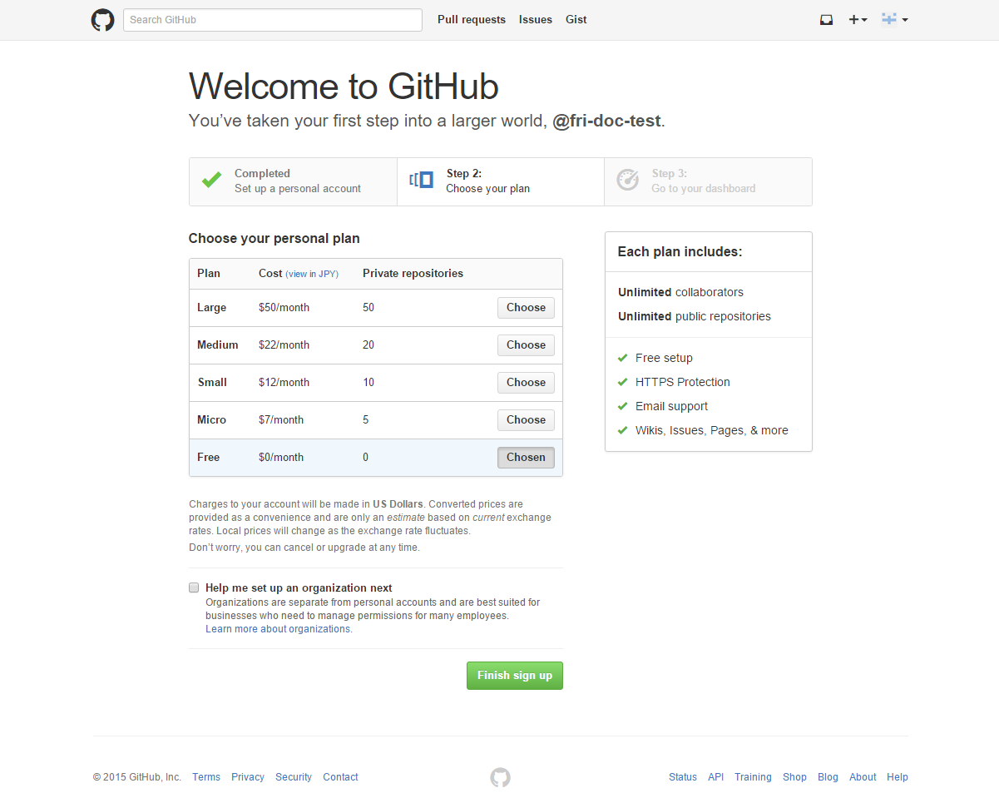 Search GitHub Pull requests Issues Gist
Welcome to GitHub
You’ve taken your first step into a larger world, @fri-doc-test.
Completed
Set up a personal account
Step 2:
Choose your plan
Step 3:
Go to your dashboard
Choose your personal plan
Plan Cost (view in JPY) Private repositories
Large $50/month 50 Choose
Medium $22/month 20 Choose
Small $12/month 10 Choose
Micro $7/month 5 Choose
Free $0/month 0 Chosen
Charges to your account will be made in US Dollars. Converted prices are
provided as a convenience and are only an estimate based on current exchange
rates. Local prices will change as the exchange rate fluctuates.
Don’t worry, you can cancel or upgrade at any time.
Help me set up an organization next
Organizations are separate from personal accounts and are best suited for
businesses who need to manage permissions for many employees.
Learn more about organizations.
Finish sign up
Each plan includes:
Unlimited collaborators
Unlimited public repositories
Free setup
HTTPS Protection
Email support
Wikis, Issues, Pages, & more
© 2015 GitHub, Inc. Terms Privacy Security Contact
Status API Training Shop Blog About Help